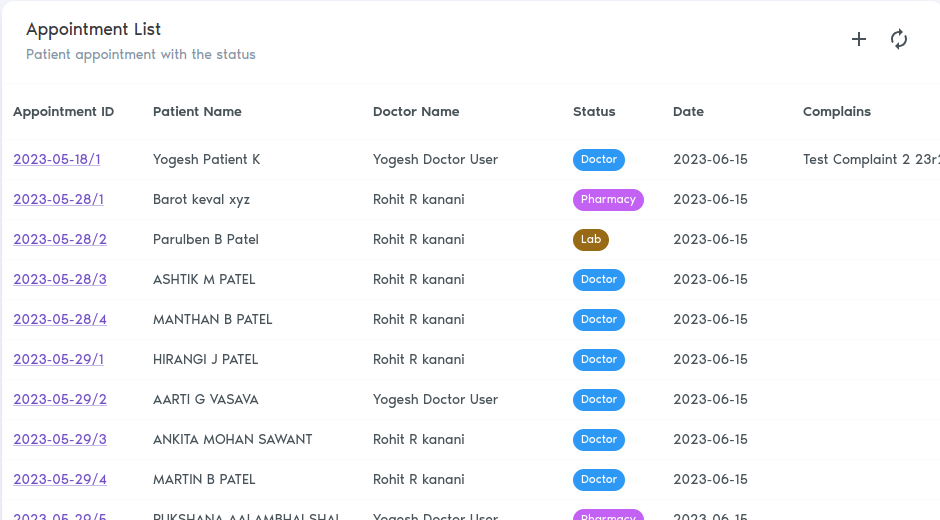 Appointment List
Patient appointment with the status
Appointment ID Patient Name Doctor Name Status Date Complains
2023-05-18/1 Yogesh Patient K Yogesh Doctor User Doctor 2023-06-15 Test Complaint 2
2023-05-28/1 Barot keval xyz Rohit R kanani Pharmacy 2023-06-15
2023-05-28/2 Parulben B Patel Rohit R kanani Lab 2023-06-15
2023-05-28/3 ASHTIK M PATEL Rohit R kanani Doctor 2023-06-15
2023-05-28/4 MANTHAN B PATEL Rohit R kanani Doctor 2023-06-15
2023-05-29/1 HIRANGI J PATEL Rohit R kanani Doctor 2023-06-15
2023-05-29/2 AARTI G VASAVA Yogesh Doctor User Doctor 2023-06-15
2023-05-29/3 ANKITA MOHAN SAWANT Rohit R kanani Doctor 2023-06-15
2023-05-29/4 MARTIN B PATEL Rohit R kanani Doctor 2023-06-15
2023-05-29/5 Yogesh Doctor User Pharmacy 2023-06-15